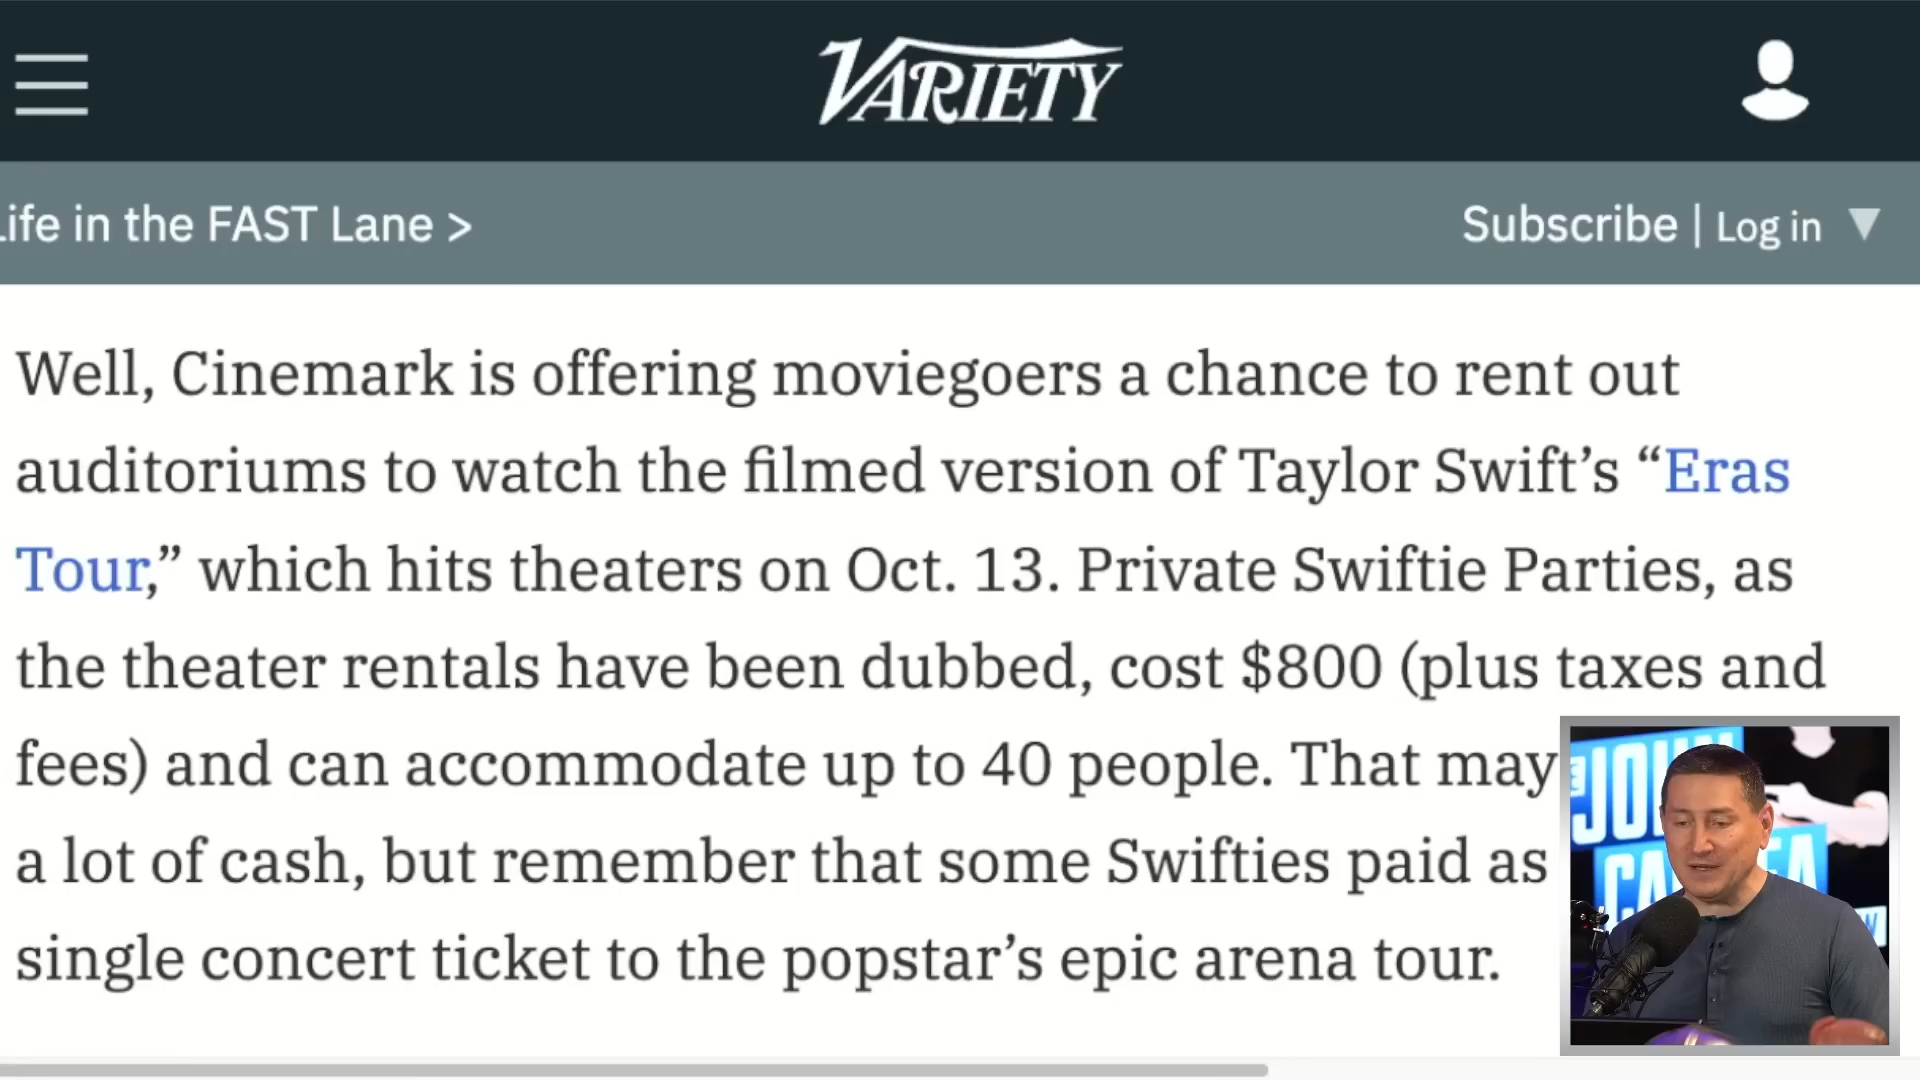 VARIETY
Life in the FAST Lane >
Subscribe | Log in ▼
Well, Cinemark is offering moviegoers a chance to rent out
auditoriums to watch the filmed version of Taylor Swift’s “Eras
Tour,” which hits theaters on Oct. 13. Private Swiftie Parties, as
the theater rentals have been dubbed, cost $800 (plus taxes and
fees) and can accommodate up to 40 people. That may
a lot of cash, but remember that some Swifties paid as
single concert ticket to the popstar’s epic arena tour.